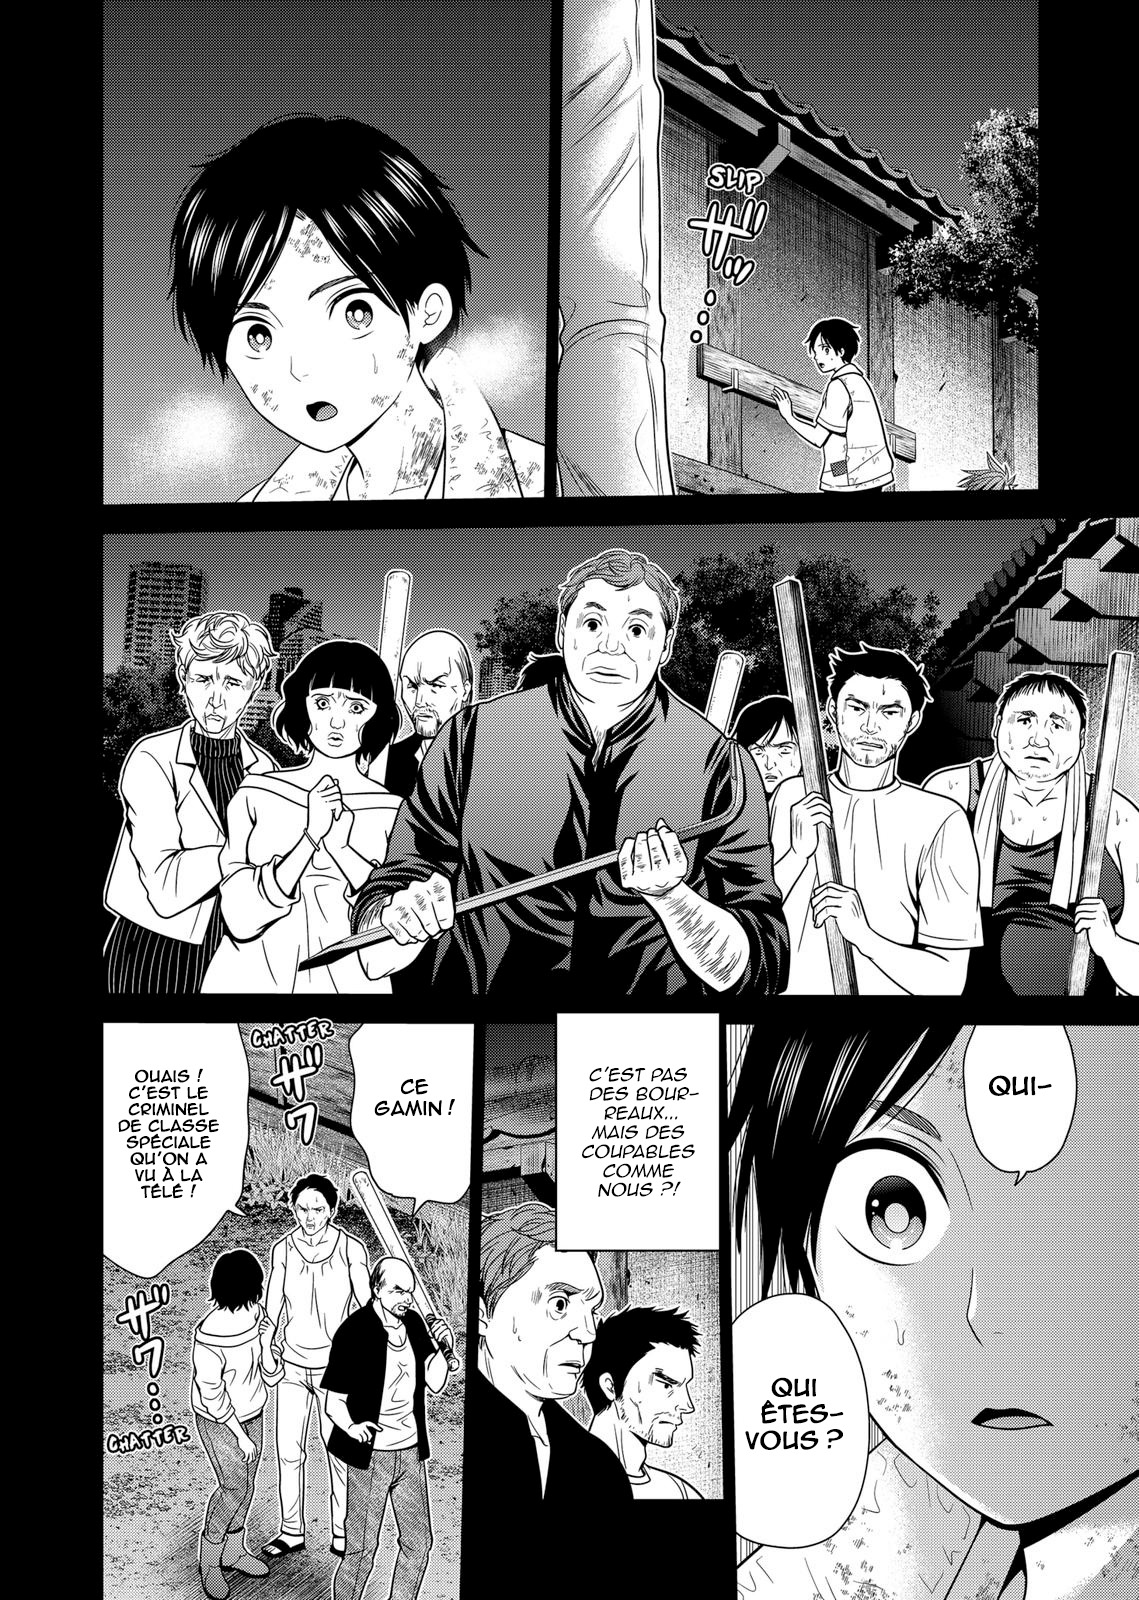 SLIP
ザッ
QUI-
QUI
ÊTES-
VOUS ?
C'EST PAS
DES BOUR-
REAUX...
MAIS DES
COUPABLES
COMME
NOUS ?!
CE
GAMIN !
CHATTER
ザワ
OUAIS !
C'EST LE
CRIMINEL
DE CLASSE
SPÉCIALE
QU'ON A
VU À LA
TÉLÉ !
ザワ...
CHATTER